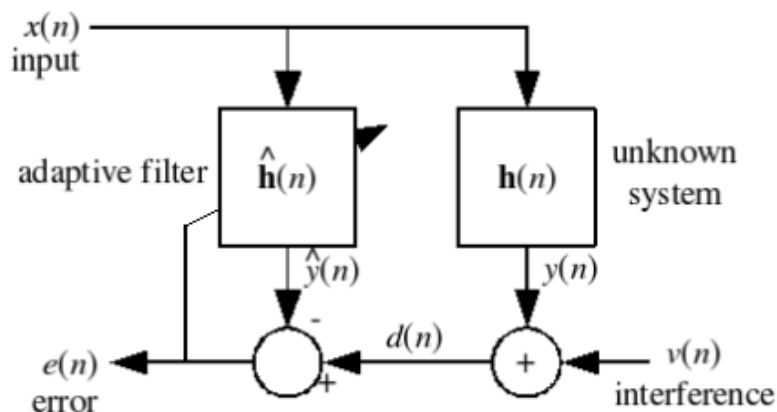 x(n)
input
adaptive filter
ĥ(n)
h(n)
unknown
system
ŷ(n)
y(n)
-
+
d(n)
+
e(n)
error
v(n)
interference